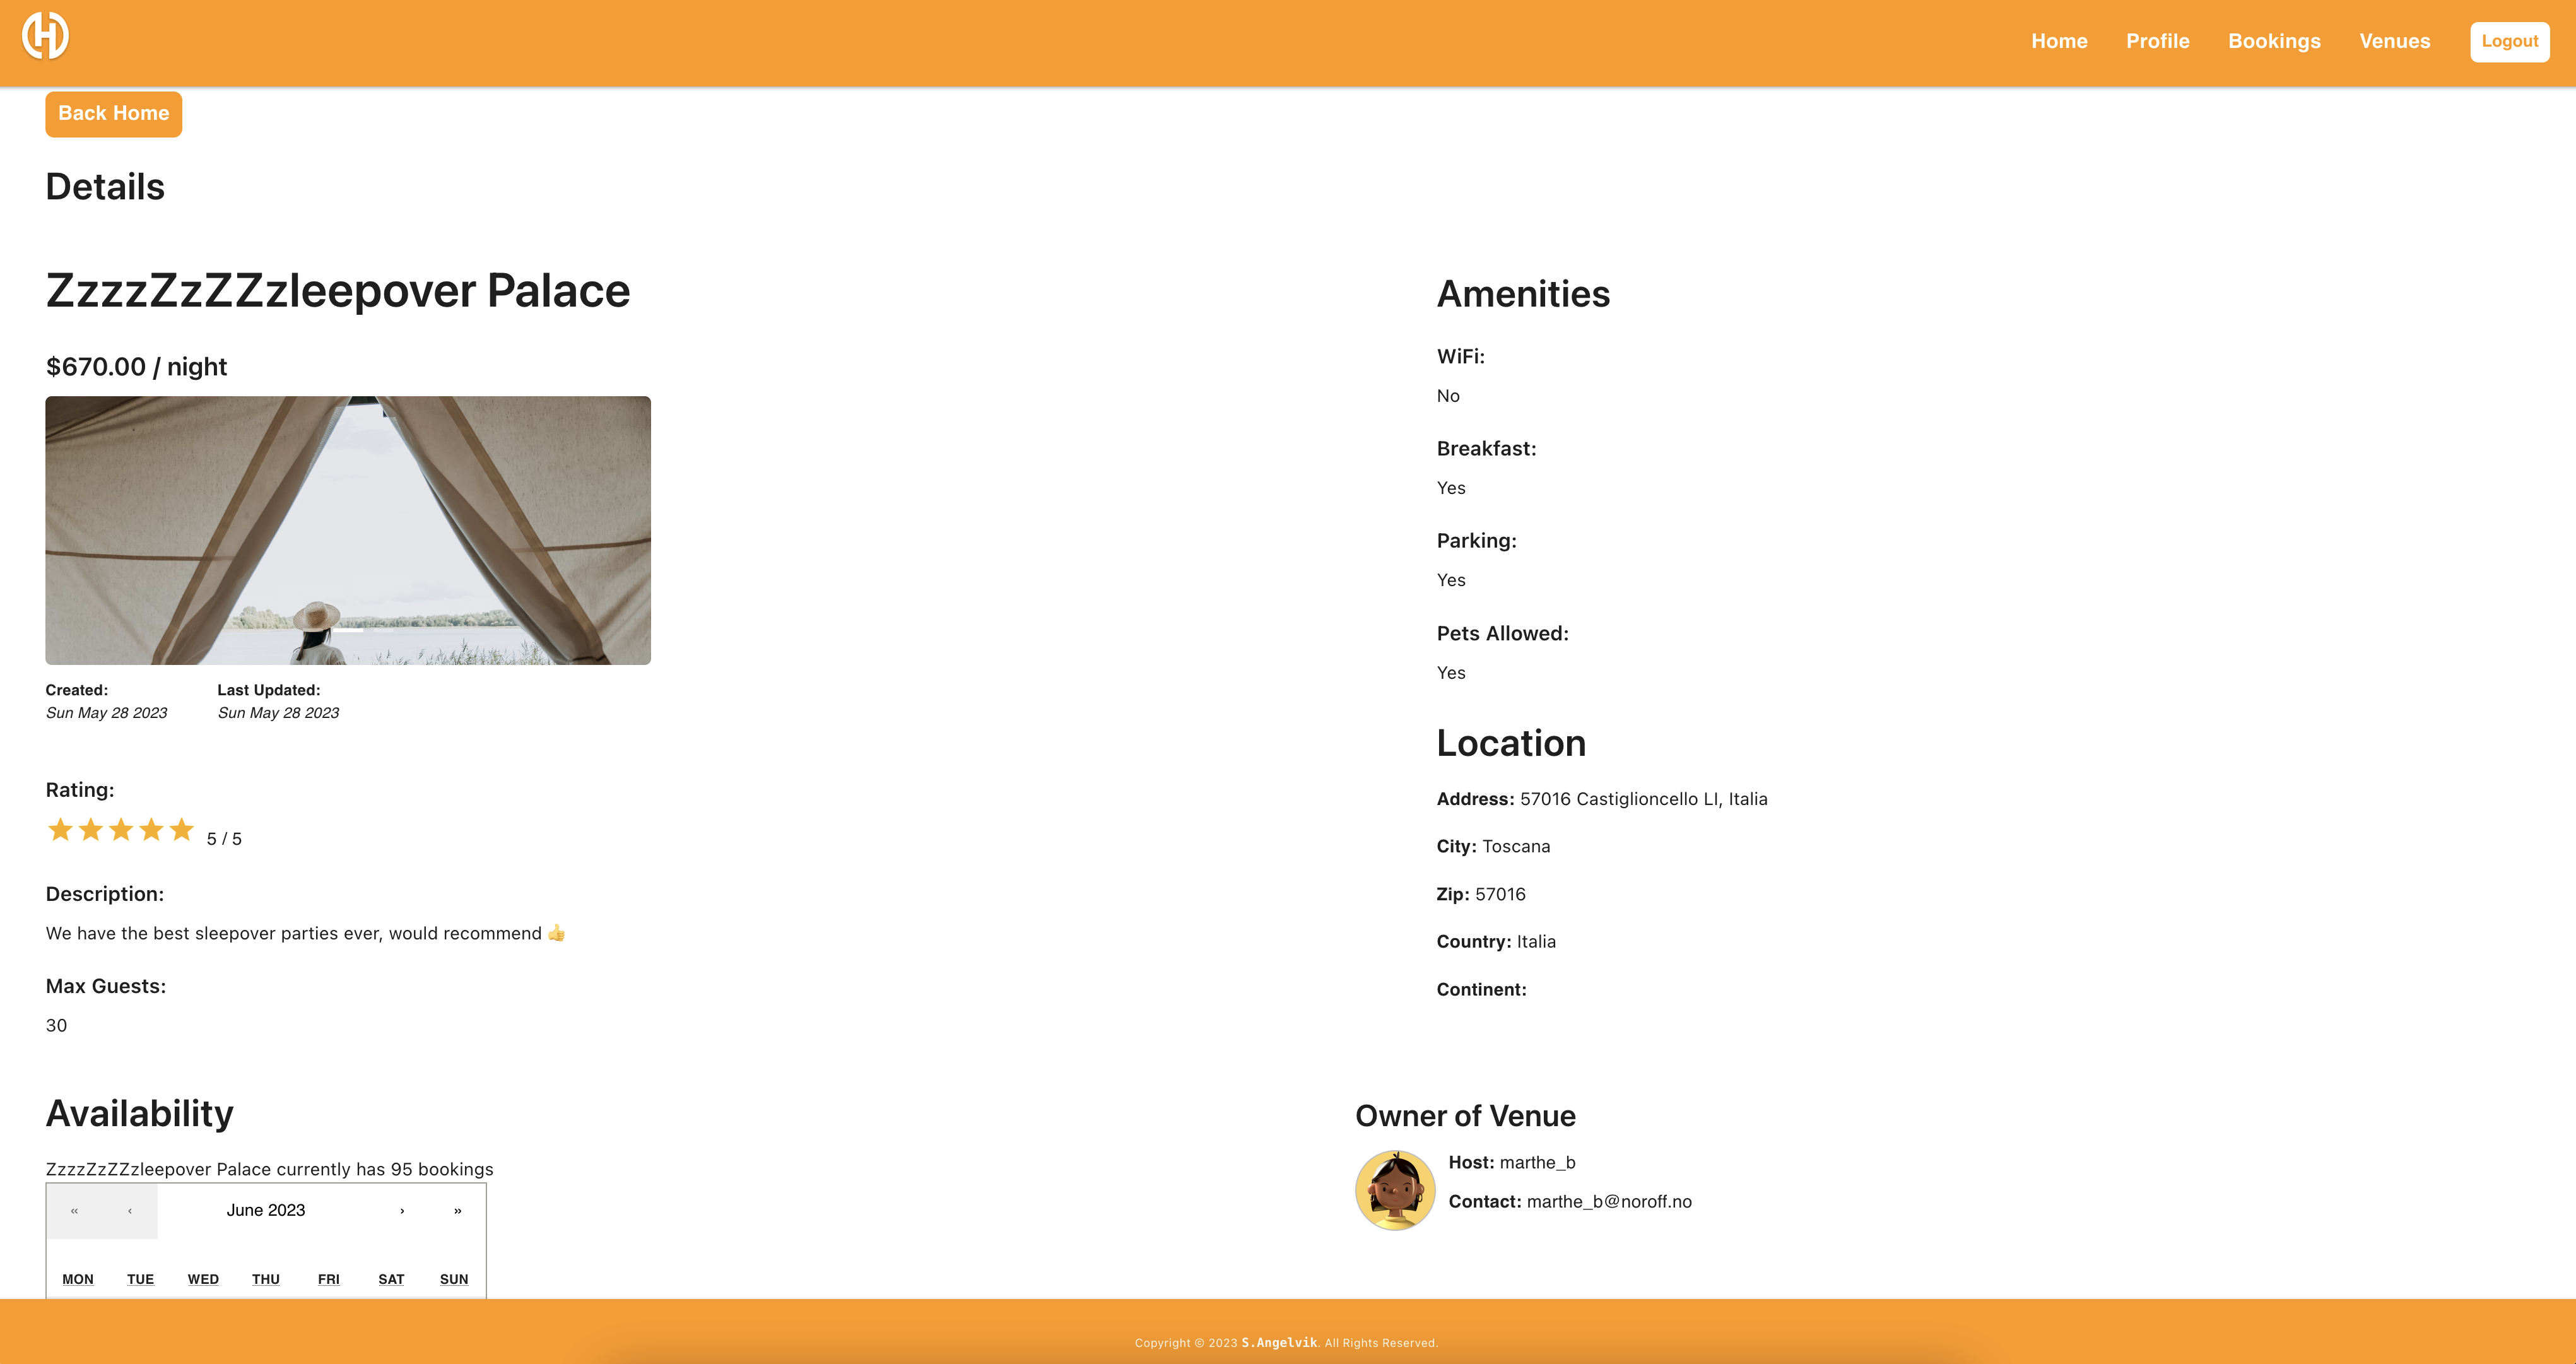 Home Profile Bookings Venues Logout
Back Home
Details
ZzzzZzZZzleepover Palace
$670.00 / night
Created: Last Updated:
Sun May 28 2023 Sun May 28 2023
Rating:
5 / 5
Description:
We have the best sleepover parties ever, would recommend 👍
Max Guests:
30
Amenities
WiFi:
No
Breakfast:
Yes
Parking:
Yes
Pets Allowed:
Yes
Location
Address: 57016 Castiglioncello LI, Italia
City: Toscana
Zip: 57016
Country: Italia
Continent:
Availability
ZzzzZzZZzleepover Palace currently has 95 bookings
« ‹ June 2023 › »
MON TUE WED THU FRI SAT SUN
Owner of Venue
Host: marthe_b
Contact: marthe_b@noroff.no
Copyright © 2023 S.Angelvik. All Rights Reserved.